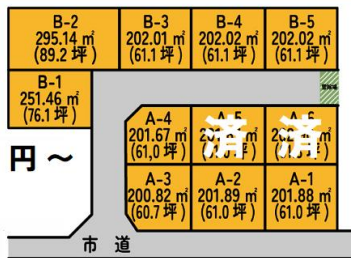 B-2
295.14 ㎡
(89.2 坪)
B-3
202.01 ㎡
(61.1 坪)
B-4
202.02 ㎡
(61.1 坪)
B-5
202.02 ㎡
(61.1 坪)
B-1
251.46 ㎡
(76.1 坪)
円～
A-4
201.67 ㎡
(61,0 坪)
済
済
A-3
200.82 ㎡
(60.7 坪)
A-2
201.89 ㎡
(61.0 坪)
A-1
201.88 ㎡
(61.0 坪)
市 道